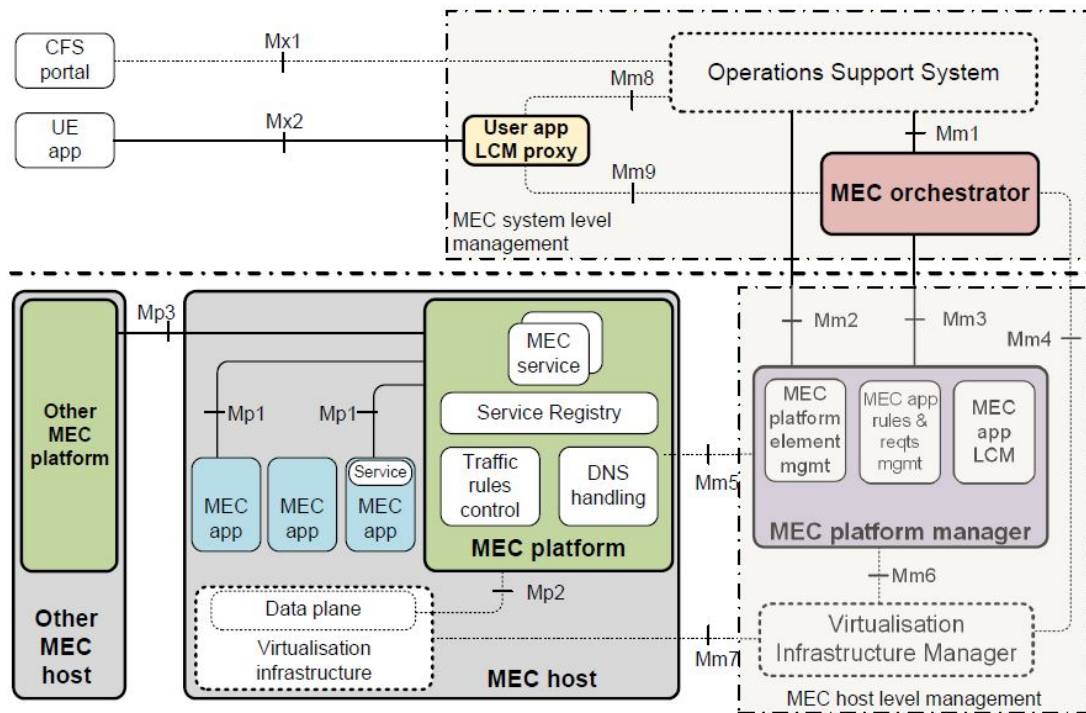 CFS
portal
Mx1
Operations Support System
Mm8
UE
app
Mx2
User app
LCM proxy
Mm1
Mm9
MEC orchestrator
MEC system level
management
Other
MEC
platform
Other
MEC
host
Mp3
MEC
service
Service Registry
Traffic
rules
control
DNS
handling
MEC platform
Mp1
Mp1
MEC
app
MEC
app
Service
MEC
app
Mp2
Data plane
Virtualisation
infrastructure
MEC host
Mm2
Mm3
Mm4
MEC
platform
element
mgmt
MEC app
rules &
reqts
mgmt
MEC
app
LCM
MEC platform manager
Mm5
Mm6
Mm7
Virtualisation
Infrastructure Manager
MEC host level management